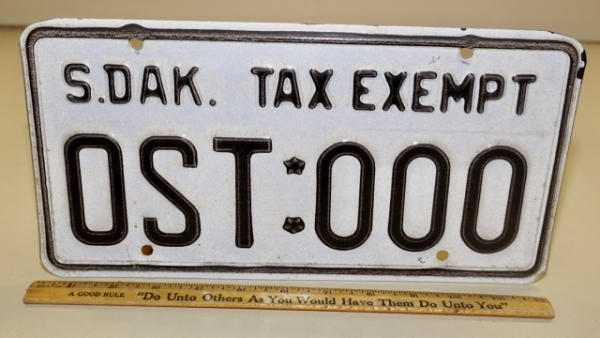 S.DAK. TAX EXEMPT
OST:000
A GOOD RULE "Do Unto Others As You Would Have Them Do Unto You"